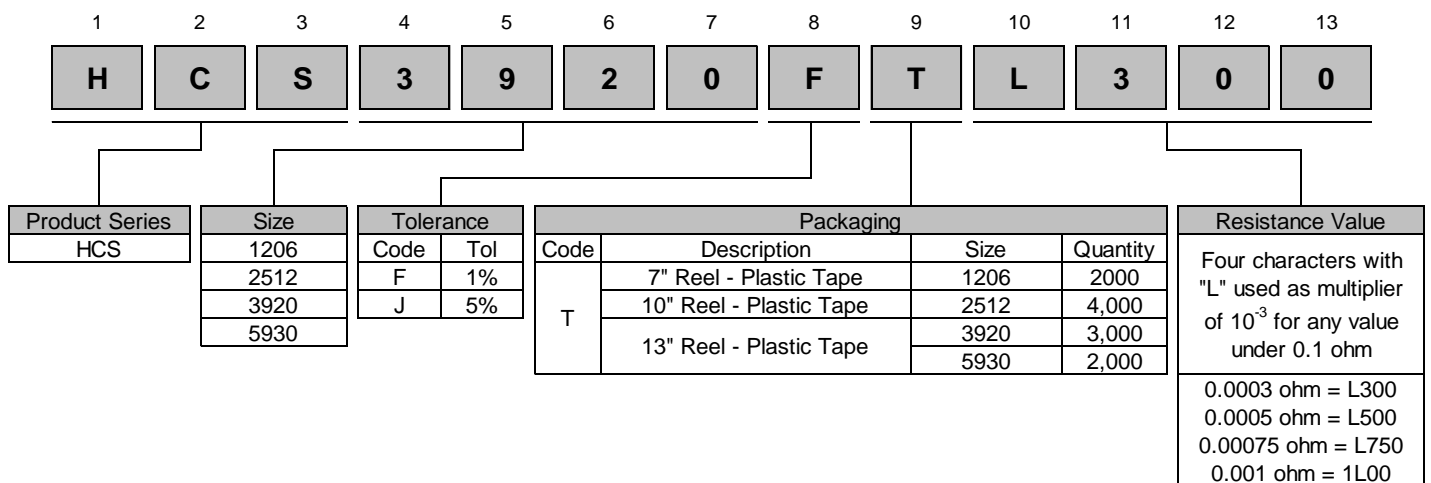 1 2 3 4 5 6 7 8 9 10 11 12 13
H C S 3 9 2 0 F T L 3 0 0
Product Series
HCS
Size
1206
2512
3920
5930
Tolerance
Code Tol
F 1%
J 5%
Packaging
Code Description Size Quantity
T
7" Reel - Plastic Tape 1206 2000
10" Reel - Plastic Tape 2512 4,000
13" Reel - Plastic Tape 3920 3,000
5930 2,000
Resistance Value
Four characters with
"L" used as multiplier
of 10-3 for any value
under 0.1 ohm
0.0003 ohm = L300
0.0005 ohm = L500
0.00075 ohm = L750
0.001 ohm = 1L00